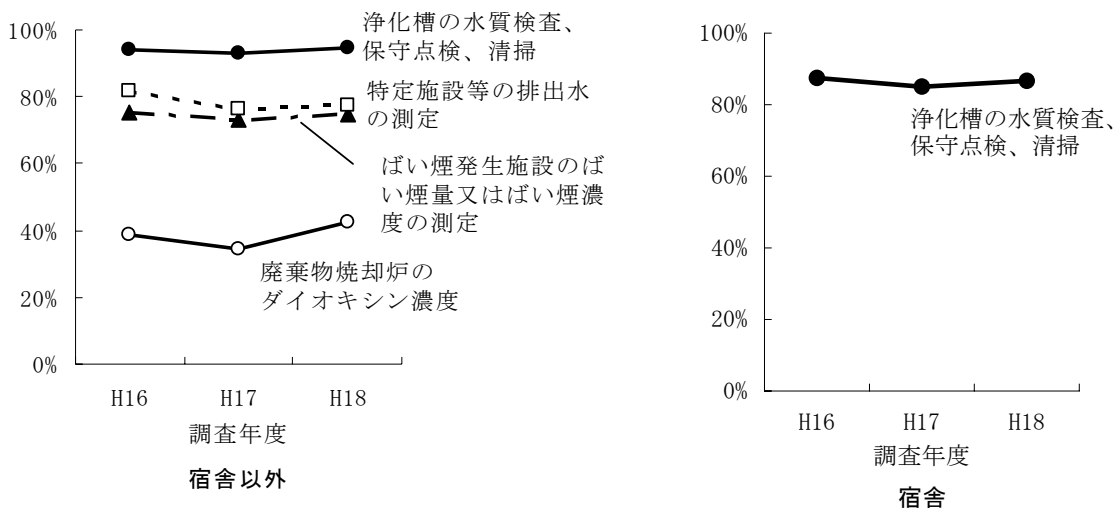 100%
80%
60%
40%
20%
0%
浄化槽の水質検査、
保守点検、清掃
特定施設等の排出水
の測定
ばい煙発生施設のば
い煙量又はばい煙濃
度の測定
廃棄物焼却炉の
ダイオキシン濃度
H16 H17 H18
調査年度
宿舎以外
100%
80%
60%
40%
20%
0%
浄化槽の水質検査、
保守点検、清掃
H16 H17 H18
調査年度
宿舎